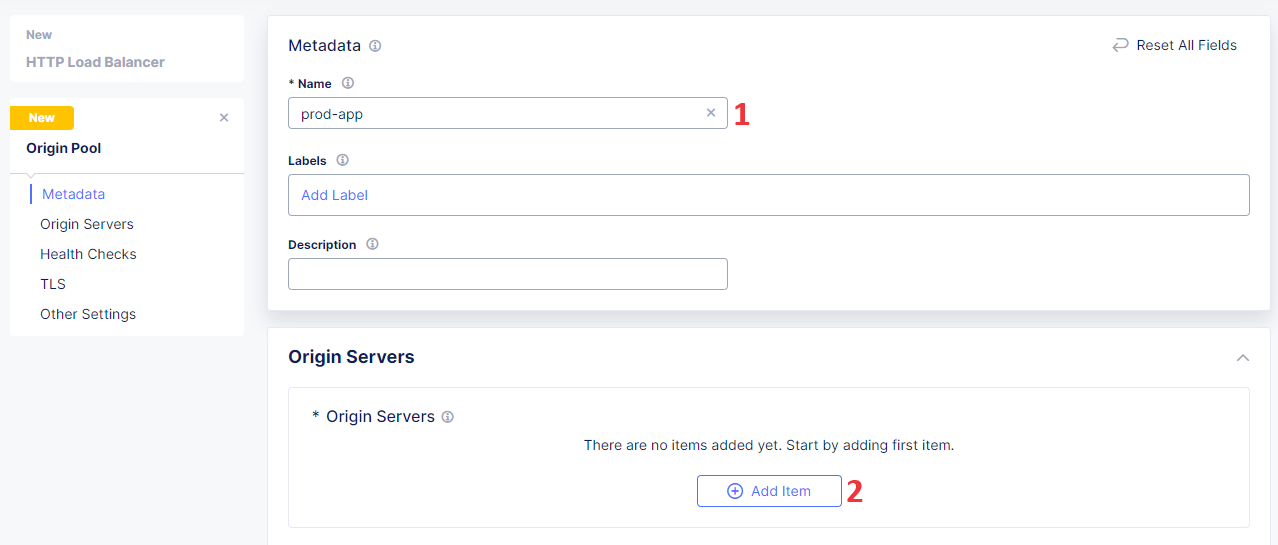 New
HTTP Load Balancer
New
Origin Pool
Metadata
Origin Servers
Health Checks
TLS
Other Settings
Metadata
Reset All Fields
* Name
prod-app
1
Labels
Add Label
Description
Origin Servers
* Origin Servers
There are no items added yet. Start by adding first item.
Add Item
2